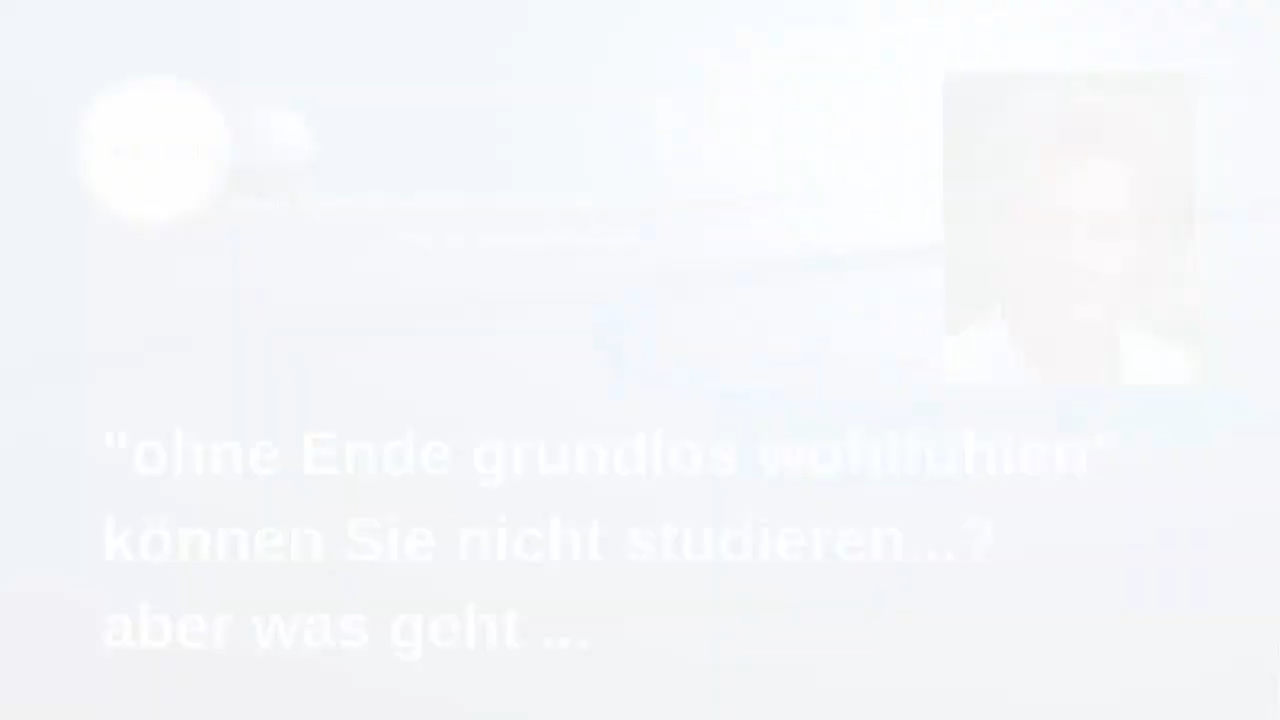 "ohne Ende grundlos wohlfühlen"
können Sie nicht studieren...?
aber was geht ...